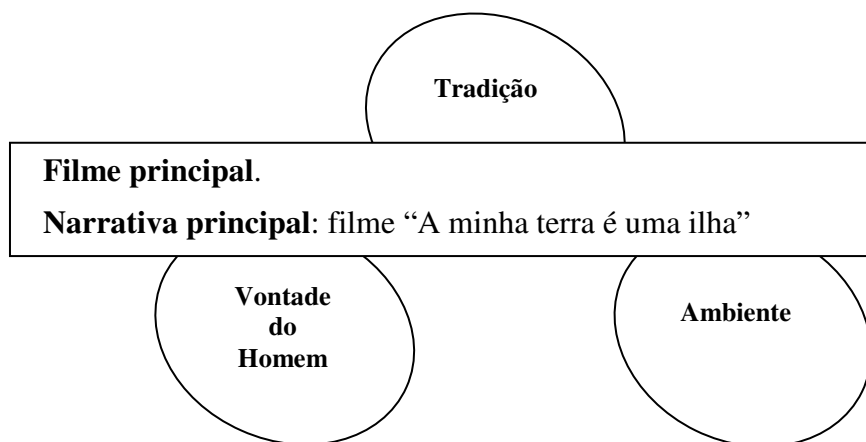 Tradição
Filme principal.
Narrativa principal: filme “A minha terra é uma ilha”
Vontade
do
Homem
Ambiente